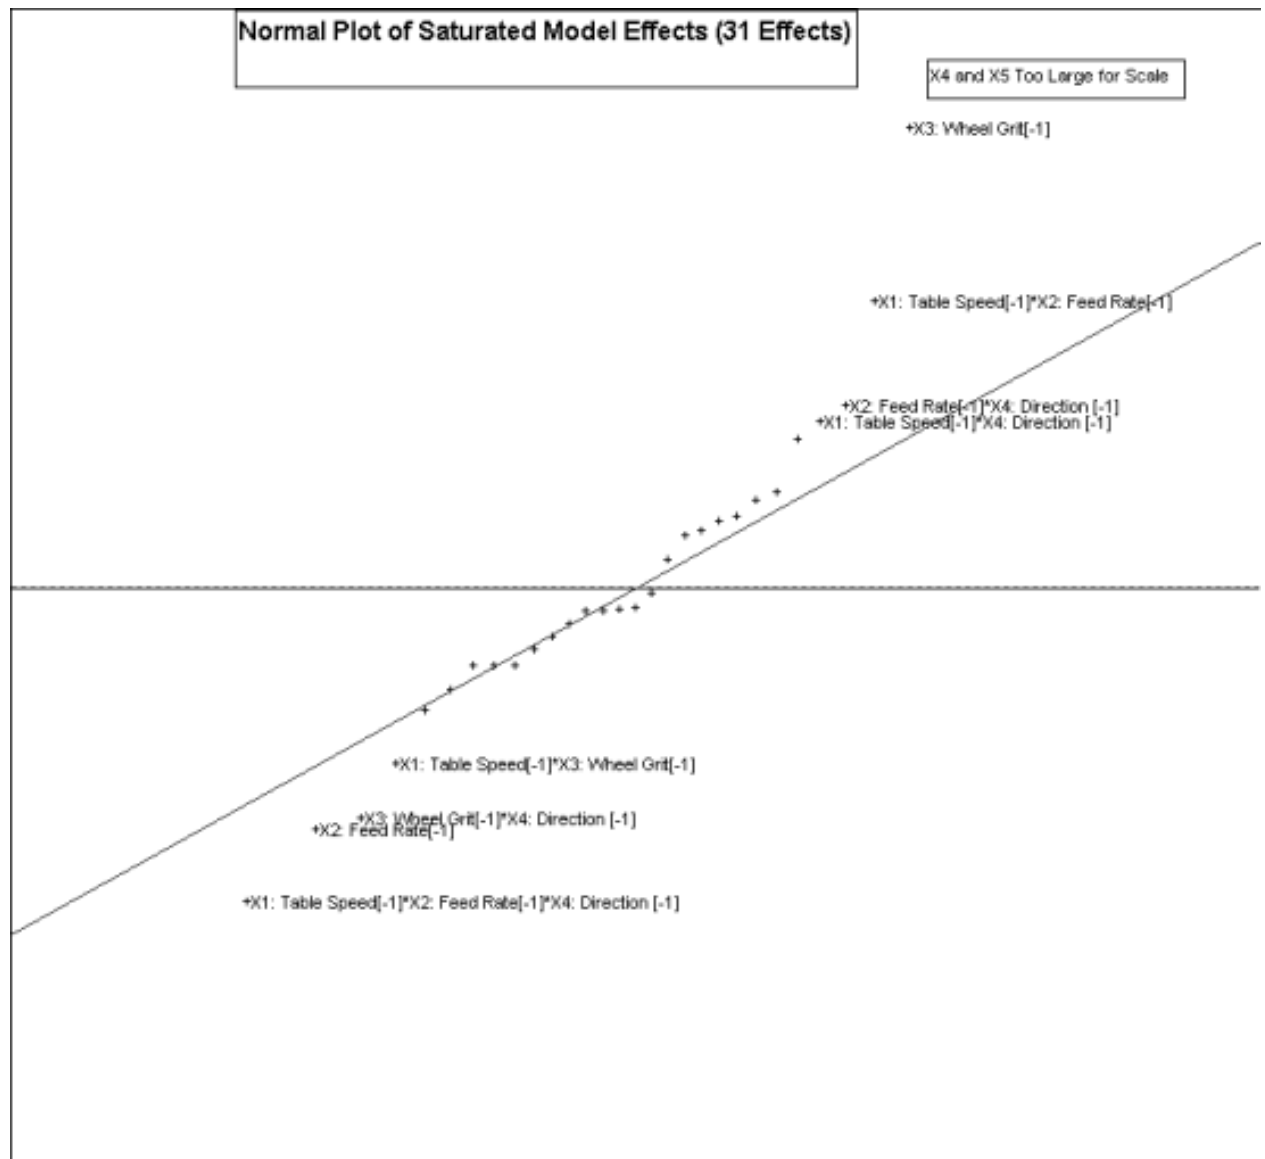 Normal Plot of Saturated Model Effects (31 Effects)
X4 and X5 Too Large for Scale
+X3: Wheel Grit[-1]
+X1: Table Speed[-1]*X2: Feed Rate[-1]
+X2: Feed Rate[-1]*X4: Direction [-1]
+X1: Table Speed[-1]*X4: Direction [-1]
+X1: Table Speed[-1]*X3: Wheel Grit[-1]
+X3: Wheel Grit[-1]*X4: Direction [-1]
+X2: Feed Rate[-1]
+X1: Table Speed[-1]*X2: Feed Rate[-1]*X4: Direction [-1]